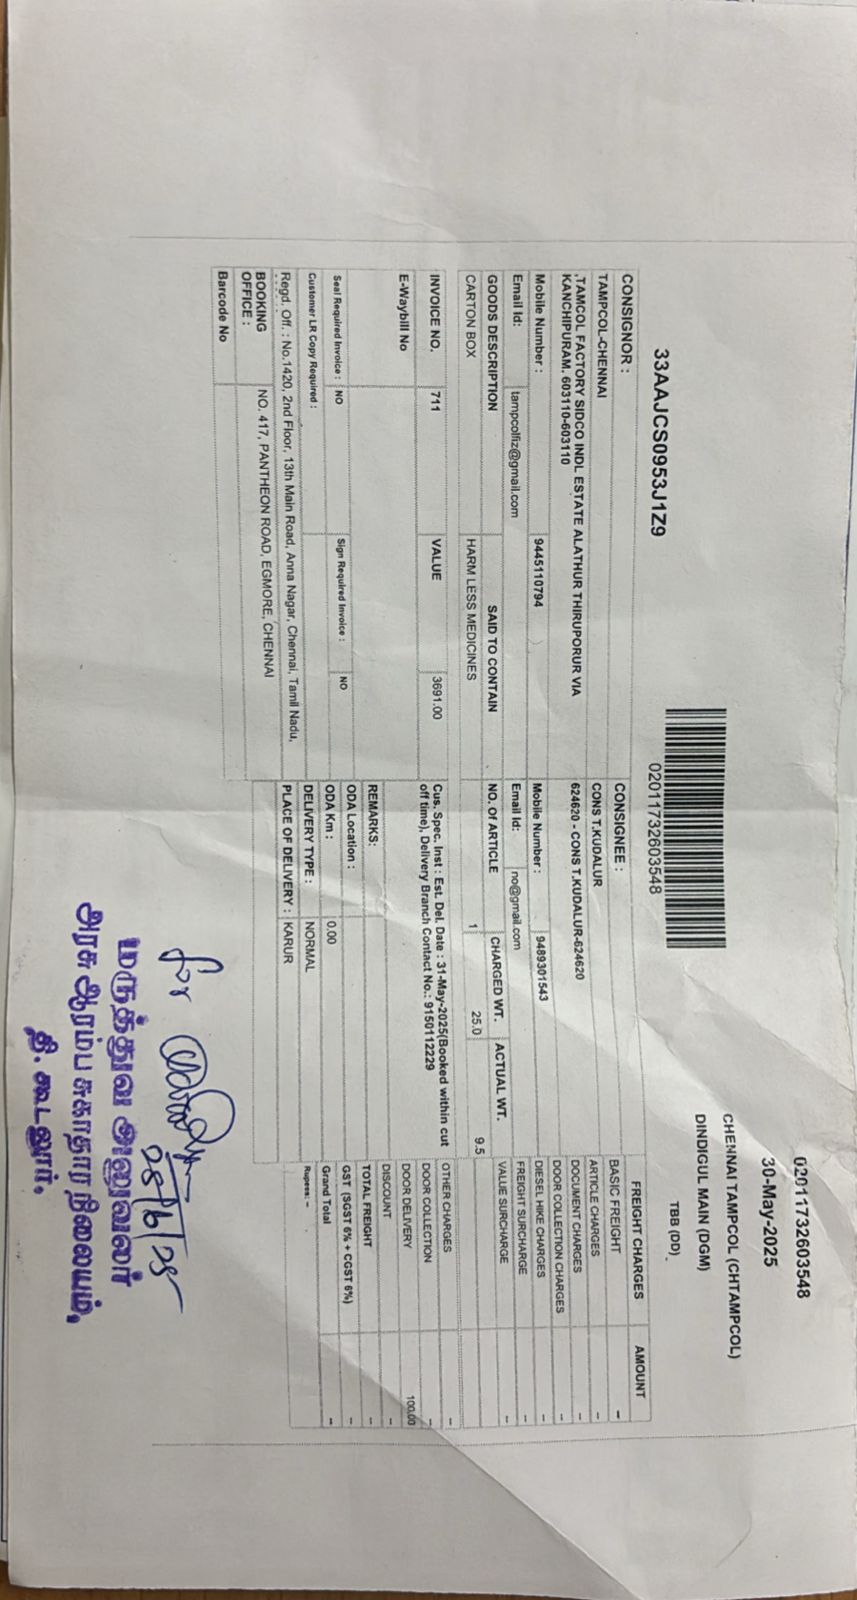 02011732603548
30-May-2025
CHENNAI TAMPCOL (CHTAMPCOL)
DINDIGUL MAIN (DGM)
TBB (DD)
33AAJCS0953J1Z9
02011732603548
CONSIGNOR :
TAMPCOL-CHENNAI
,TAMCOL FACTORY SIDCO INDL ESTATE ALATHUR THIRUPORUR VIA
KANCHIPURAM. 603110-603110
Mobile Number : 9445110794
Email Id: tampcolfiz@gmail.com
CONSIGNEE :
CONS T.KUDALUR
624620 - CONS T.KUDALUR-624620
Mobile Number : 9489301543
Email Id: no@gmail.com
GOODS DESCRIPTION SAID TO CONTAIN NO. Of ARTICLE CHARGED WT. ACTUAL WT.
CARTON BOX HARM LESS MEDICINES 1 25.0 9.5
INVOICE NO. 711 VALUE 3691.00
E-Waybill No
Seal Required Invoice : NO Sign Required Invoice : NO
Customer LR Copy Required :
Regd. Off. : No.1420, 2nd Floor, 13th Main Road, Anna Nagar, Chennai, Tamil Nadu,
BOOKING OFFICE : NO. 417, PANTHEON ROAD, EGMORE, CHENNAI
Barcode No
Cus. Spec. Inst : Est. Del. Date : 31-May-2025(Booked within cut
off time), Delivery Branch Contact No.: 9150112229
REMARKS:
ODA Location :
ODA Km : 0.00
DELIVERY TYPE : NORMAL
PLACE OF DELIVERY : KARUR
FREIGHT CHARGES AMOUNT
BASIC FREIGHT --
ARTICLE CHARGES --
DOCUMENT CHARGES --
DOOR COLLECTION CHARGES --
DIESEL HIKE CHARGES --
FREIGHT SURCHARGE --
VALUE SURCHARGE --
OTHER CHARGES --
DOOR COLLECTION --
DOOR DELIVERY 100.00
DISCOUNT --
TOTAL FREIGHT --
GST (SGST 6% + CGST 6%) --
Grand Total --
Rupees: --
for
மருத்துவ அலுவலர்
அரசு ஆரம்ப சுகாதார நிலையம்,
தி. கூடலூர்.